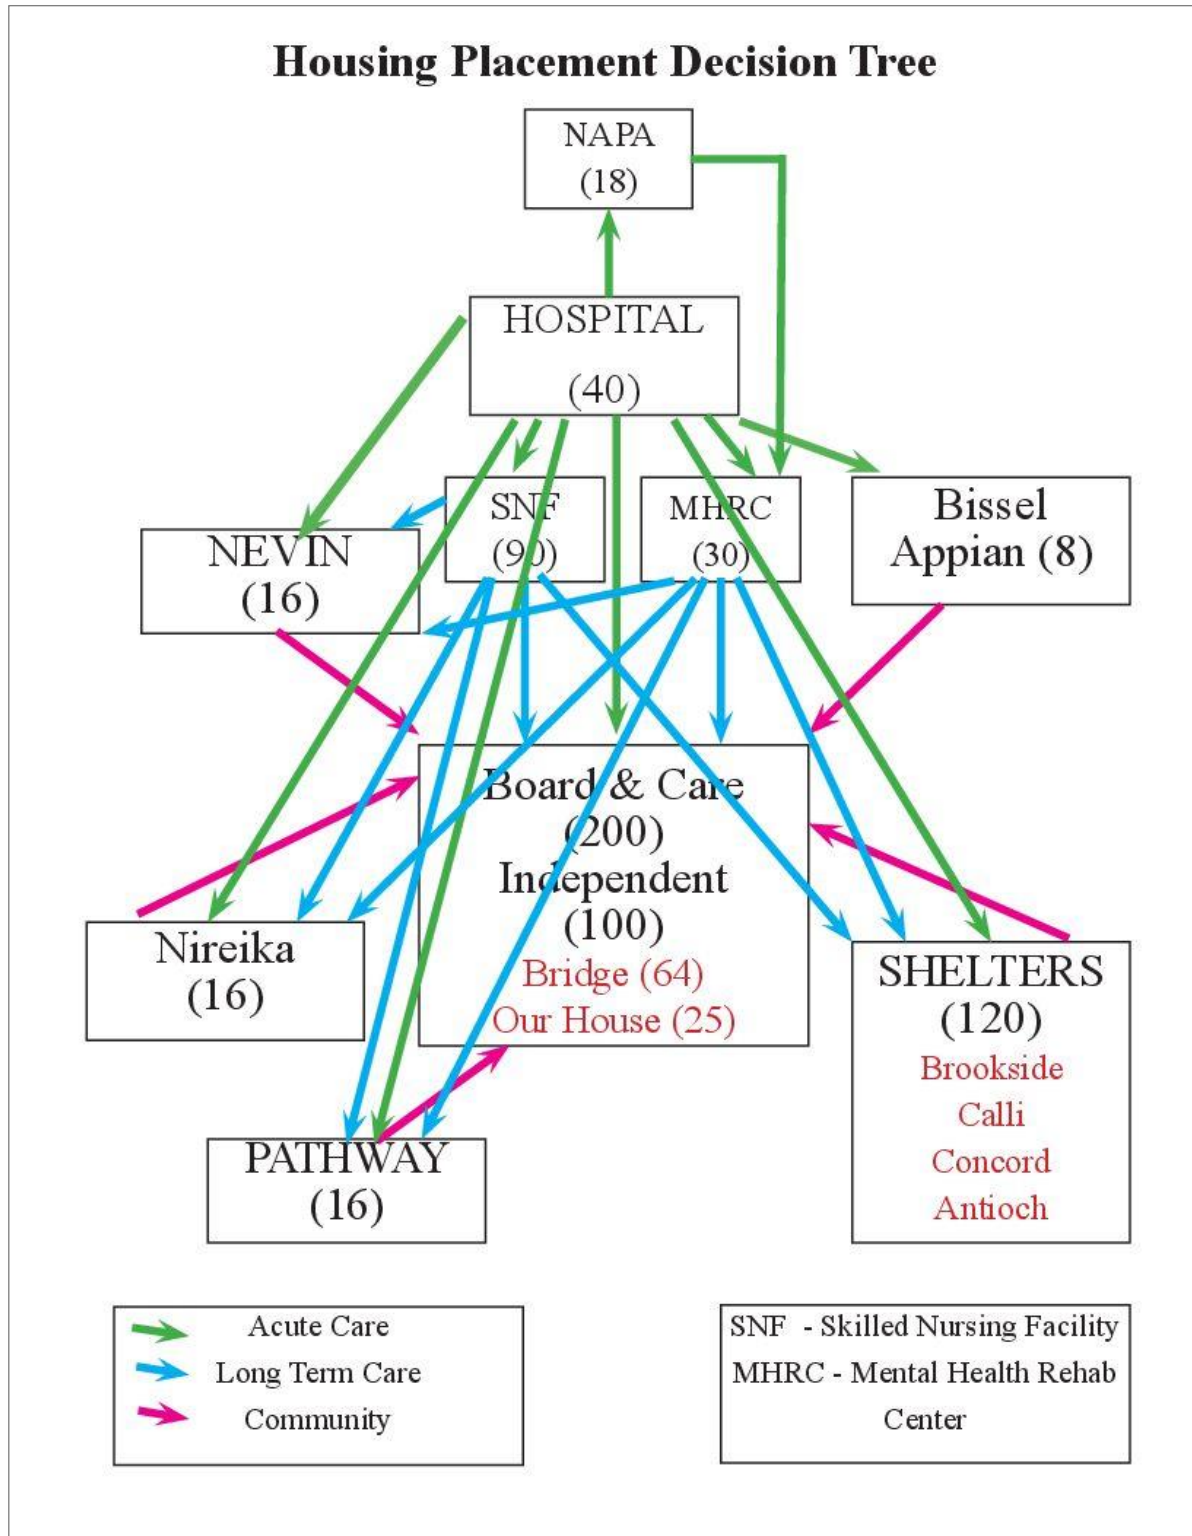 Housing Placement Decision Tree
NAPA
(18)
HOSPITAL
(40)
SNF
(90)
MHRC
(30)
Bissel
Appian (8)
NEVIN
(16)
Board & Care
(200)
Independent
(100)
Bridge (64)
Our House (25)
Nireika
(16)
SHELTERS
(120)
Brookside
Calli
Concord
Antioch
PATHWAY
(16)
Acute Care
Long Term Care
Community
SNF - Skilled Nursing Facility
MHRC - Mental Health Rehab
Center